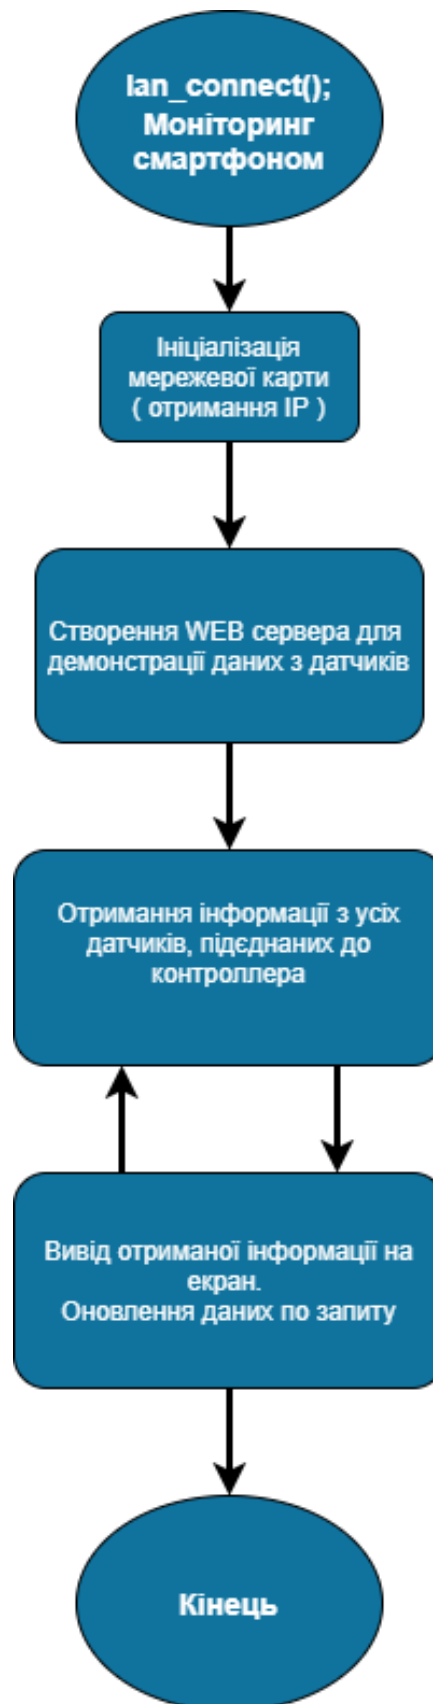 lan_connect();
Моніторинг
смартфоном
Ініціалізація
мережевої карти
( отримання IP )
Створення WEB сервера для
демонстрації даних з датчиків
Отримання інформації з усіх
датчиків, підєднаних до
контроллера
Вивід отриманої інформації на
екран.
Оновлення даних по запиту
Кінець